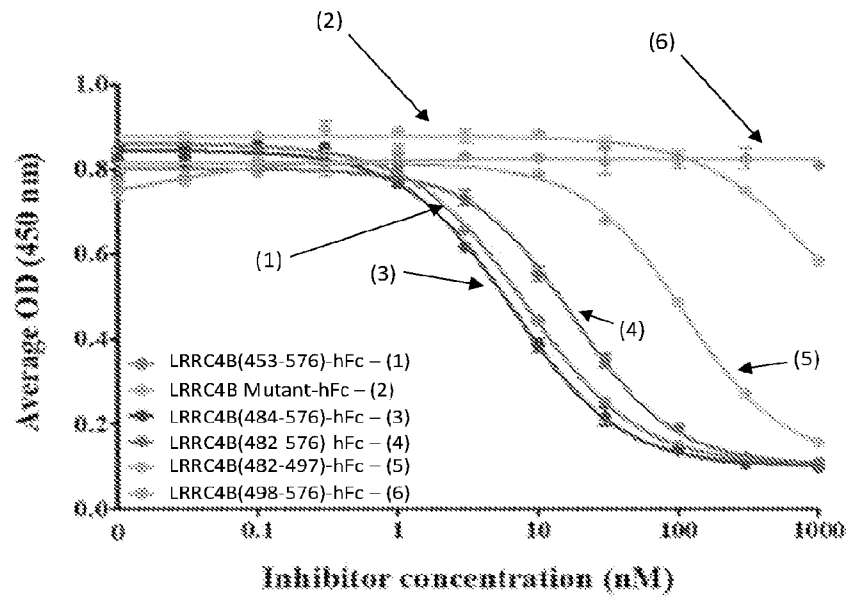 (2)
(6)
1.0
0.8
0.6
0.4
0.2
0.0
Average OD (450 nm)
(1)
(3)
(4)
(5)
LRRC4B(453-576)-hFc – (1)
LRRC4B Mutant-hFc – (2)
LRRC4B(484-576)-hFc – (3)
LRRC4B(482 576) hFc – (4)
LRRC4B(482-497)-hFc – (5)
LRRC4B(498-576)-hFc – (6)
0 0.1 1 10 100 1000
Inhibitor concentration (nM)